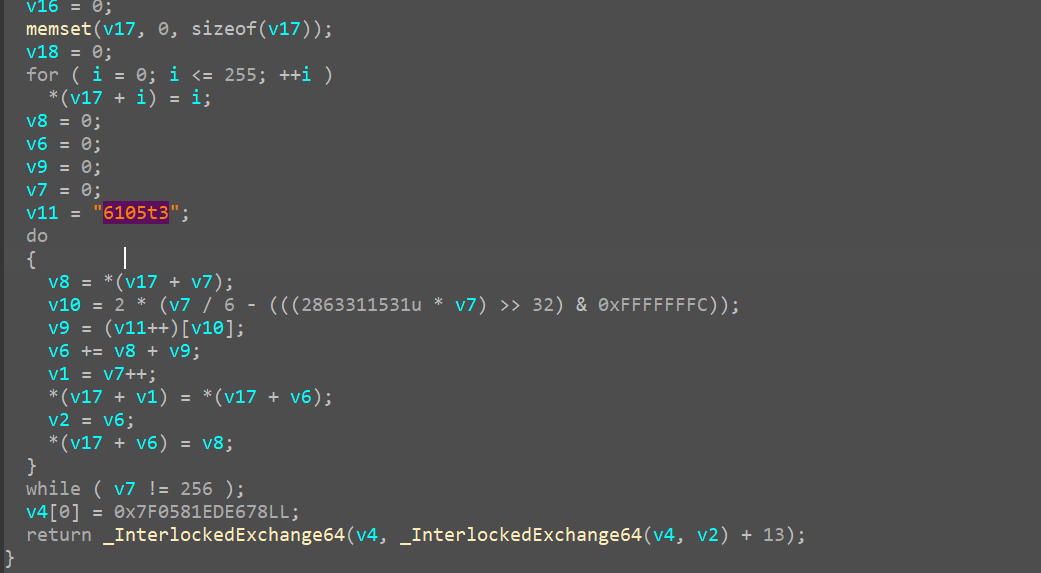 v16 = 0;
memset(v17, 0, sizeof(v17));
v18 = 0;
for ( i = 0; i <= 255; ++i )
*(v17 + i) = i;
v8 = 0;
v6 = 0;
v9 = 0;
v7 = 0;
v11 = "6105t3";
do
{
v8 = *(v17 + v7);
v10 = 2 * (v7 / 6 - (((2863311531u * v7) >> 32) & 0xFFFFFFFC));
v9 = (v11++)[v10];
v6 += v8 + v9;
v1 = v7++;
*(v17 + v1) = *(v17 + v6);
v2 = v6;
*(v17 + v6) = v8;
}
while ( v7 != 256 );
v4[0] = 0x7F0581EDE678LL;
return _InterlockedExchange64(v4, _InterlockedExchange64(v4, v2) + 13);
}